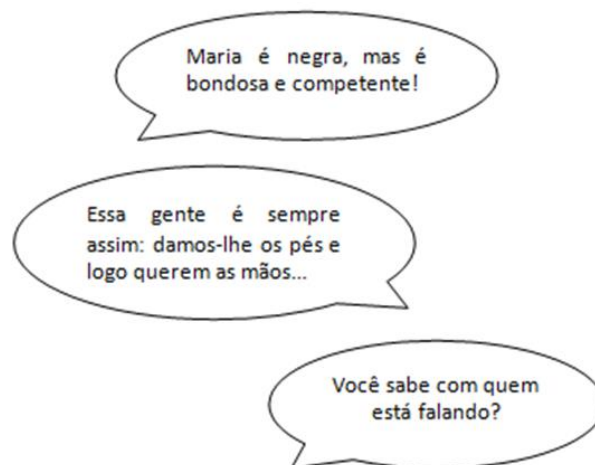 Maria é negra, mas é
bondosa e competente!
Essa gente é sempre
assim: damos-lhe os pés e
logo querem as mãos...
Você sabe com quem
está falando?